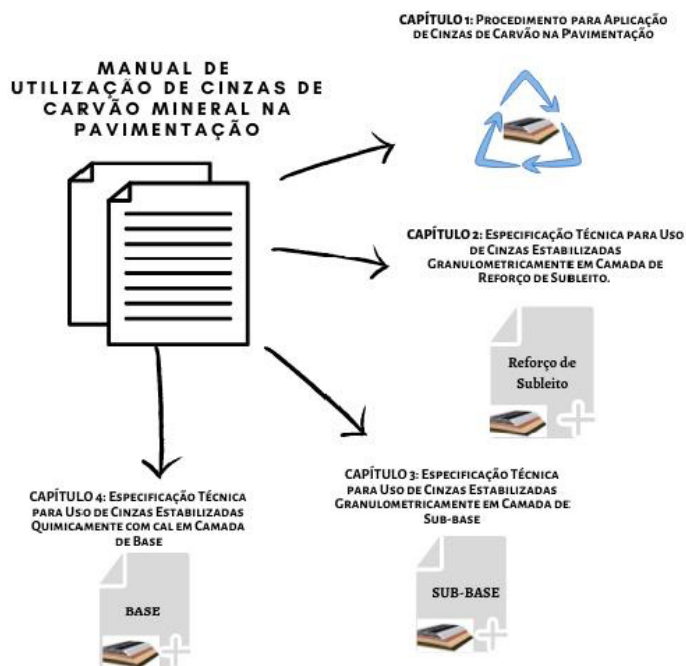 MANUAL DE
UTILIZAÇÃO DE CINZAS DE
CARVÃO MINERAL NA
PAVIMENTAÇÃO
CAPÍTULO 1: PROCEDIMENTO PARA APLICAÇÃO
DE CINZAS DE CARVÃO NA PAVIMENTAÇÃO
CAPÍTULO 2: ESPECIFICAÇÃO TÉCNICA PARA USO
DE CINZAS ESTABILIZADAS
GRANULOMETRICAMENTE EM CAMADA DE
REFORÇO DE SUBLEITO.
Reforço de
Subleito
CAPÍTULO 3: ESPECIFICAÇÃO TÉCNICA
PARA USO DE CINZAS ESTABILIZADAS
GRANULOMETRICAMENTE EM CAMADA DE
SUB-BASE
SUB-BASE
CAPÍTULO 4: ESPECIFICAÇÃO TÉCNICA
PARA USO DE CINZAS ESTABILIZADAS
QUIMICAMENTE COM CAL EM CAMADA
DE BASE
BASE